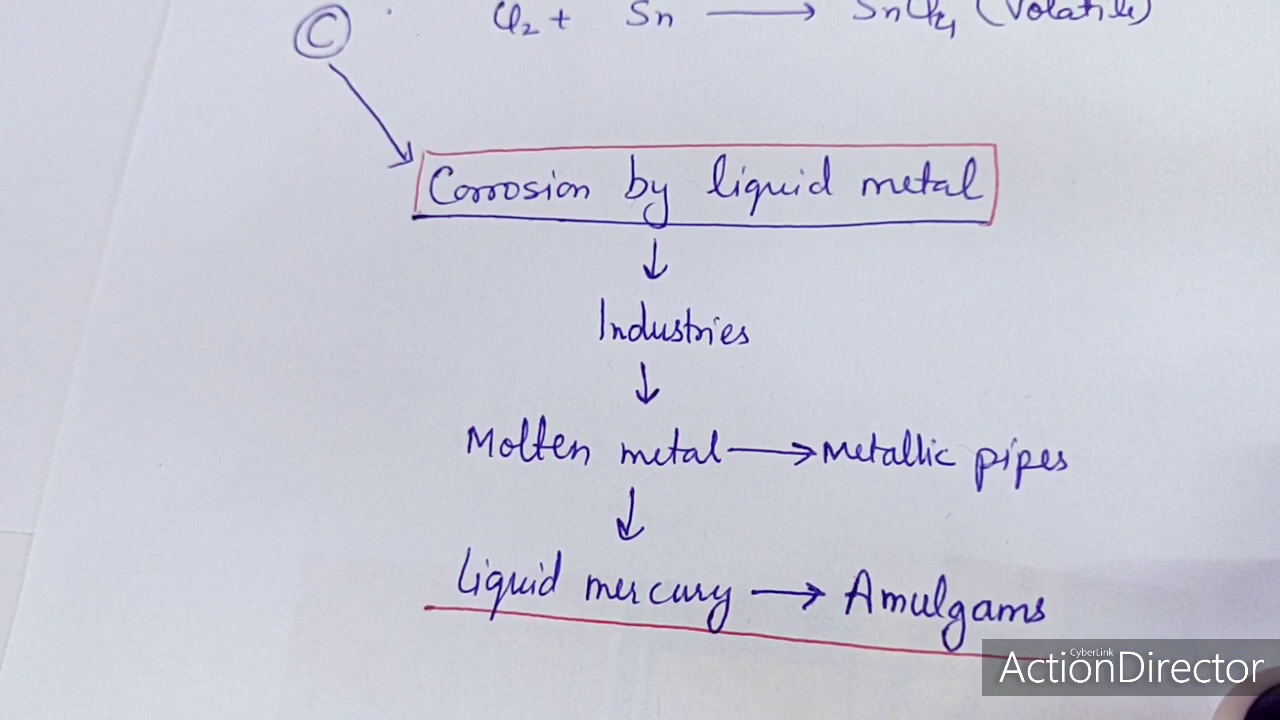 Cl2 + Sn → SnCl4 (Volatile)
C
Corrosion by liquid metal
↓
Industries
↓
Molten metal → Metallic pipes
↓
liquid mercury → Amulgams
CyberLink
ActionDirector